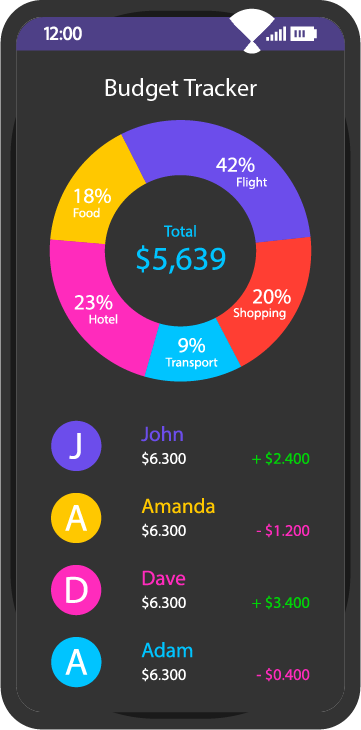 12:00
Budget Tracker
42%
Flight
18%
Food
Total
$5,639
20%
Shopping
23%
Hotel
9%
Transport
J
John
$6.300
+ $2.400
A
Amanda
$6.300
- $1.200
D
Dave
$6.300
+ $3.400
A
Adam
$6.300
- $0.400